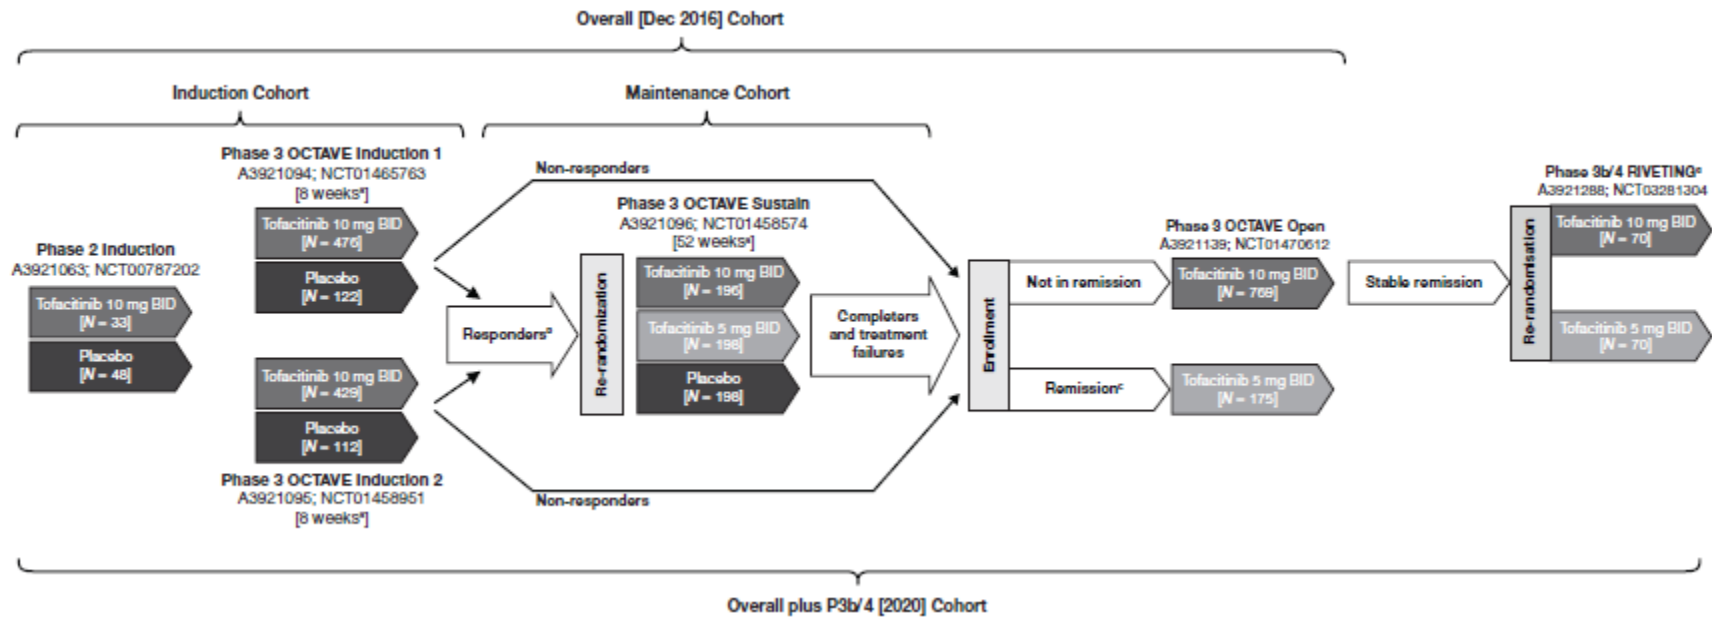 Overall [Dec 2016] Cohort
Induction Cohort
Maintenance Cohort
Phase 2 Induction
A3921063; NCT00787202
Tofacitinib 10 mg BID
[N = 33]
Placebo
[N = 48]
Phase 3 OCTAVE Induction 1
A3921094; NCT01465763
[8 weeksª]
Tofacitinib 10 mg BID
[N = 476]
Placebo
[N = 122]
Tofacitinib 10 mg BID
[N = 429]
Placebo
[N = 112]
Phase 3 OCTAVE Induction 2
A3921095; NCT01458951
[8 weeksª]
Non-responders
Respondersᵇ
Non-responders
Phase 3 OCTAVE Sustain
A3921096; NCT01458574
[52 weeksª]
Re-randomization
Tofacitinib 10 mg BID
[N = 196]
Tofacitinib 5 mg BID
[N = 198]
Placebo
[N = 198]
Completers
and treatment
failures
Enrollment
Not in remission
Remissionᶜ
Phase 3 OCTAVE Open
A3921139; NCT01470612
Tofacitinib 10 mg BID
[N = 769]
Tofacitinib 5 mg BID
[N = 175]
Stable remission
Re-randomisation
Phase 3b/4 RIVETINGᵉ
A3921288; NCT03281304
Tofacitinib 10 mg BID
[N = 70]
Tofacitinib 5 mg BID
[N = 70]
Overall plus P3b/4 [2020] Cohort